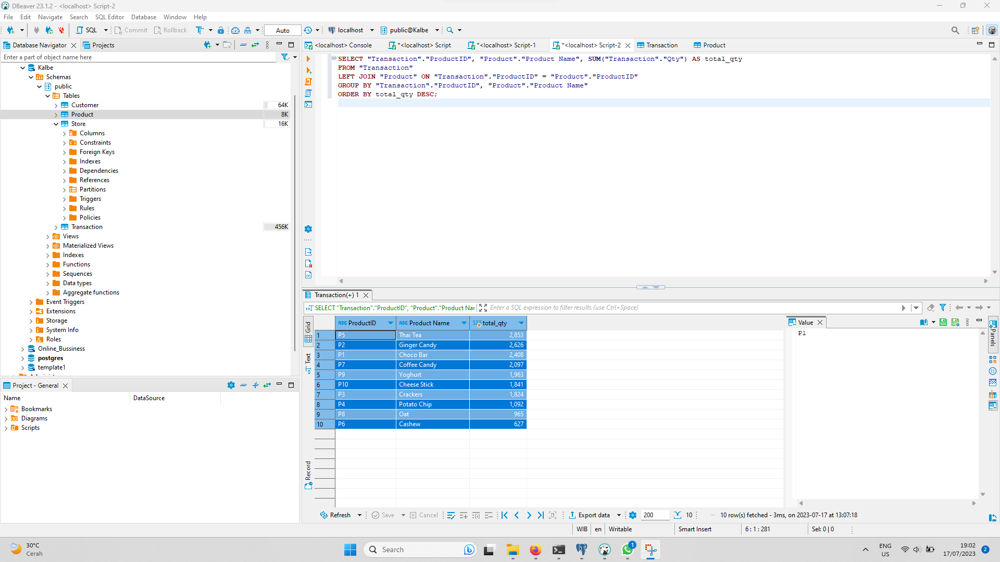 DBeaver 23.1.2 - <localhost> Script-2
File Edit Navigate Search SQL Editor Database Window Help
SQL Commit Rollback Auto localhost public@Kalbe
Database Navigator Projects
Enter a part of object name here
Kalbe
Schemas
public
Tables
Customer 64K
Product 8K
Store 16K
Columns
Constraints
Foreign Keys
Indexes
Dependencies
References
Partitions
Triggers
Rules
Policies
Transaction 456K
Views
Materialized Views
Indexes
Functions
Sequences
Data types
Aggregate functions
Event Triggers
Extensions
Storage
System Info
Roles
Online_Bussiness
postgres
template1
Project - General
Name DataSource
Bookmarks
Diagrams
Scripts
<localhost> Console *<localhost> Script *<localhost> Script-1 *<localhost> Script-2 Transaction Product
SELECT "Transaction"."ProductID", "Product"."Product Name", SUM("Transaction"."Qty") AS total_qty
FROM "Transaction"
LEFT JOIN "Product" ON "Transaction"."ProductID" = "Product"."ProductID"
GROUP BY "Transaction"."ProductID", "Product"."Product Name"
ORDER BY total_qty DESC;
Transaction(+) 1
SELECT "Transaction"."ProductID", "Product"."Product Nar Enter a SQL expression to filter results (use Ctrl+Space)
Grid
Text
Record
ABC ProductID ABC Product Name 123 total_qty
1 P5 Thai Tea 2,853
2 P2 Ginger Candy 2,626
3 P1 Choco Bar 2,408
4 P7 Coffee Candy 2,097
5 P9 Yoghurt 1,963
6 P10 Cheese Stick 1,841
7 P3 Crackers 1,824
8 P4 Potato Chip 1,092
9 P8 Oat 965
10 P6 Cashew 627
Value
P1
Panels
Refresh Save Cancel Export data 200 10 10 row(s) fetched - 3ms, on 2023-07-17 at 13:07:18
WIB en Writable Smart Insert 6 : 1 : 281 Sel: 0 | 0
30°C
Cerah
Search
1
ENG
US
19:02
17/07/2023
2